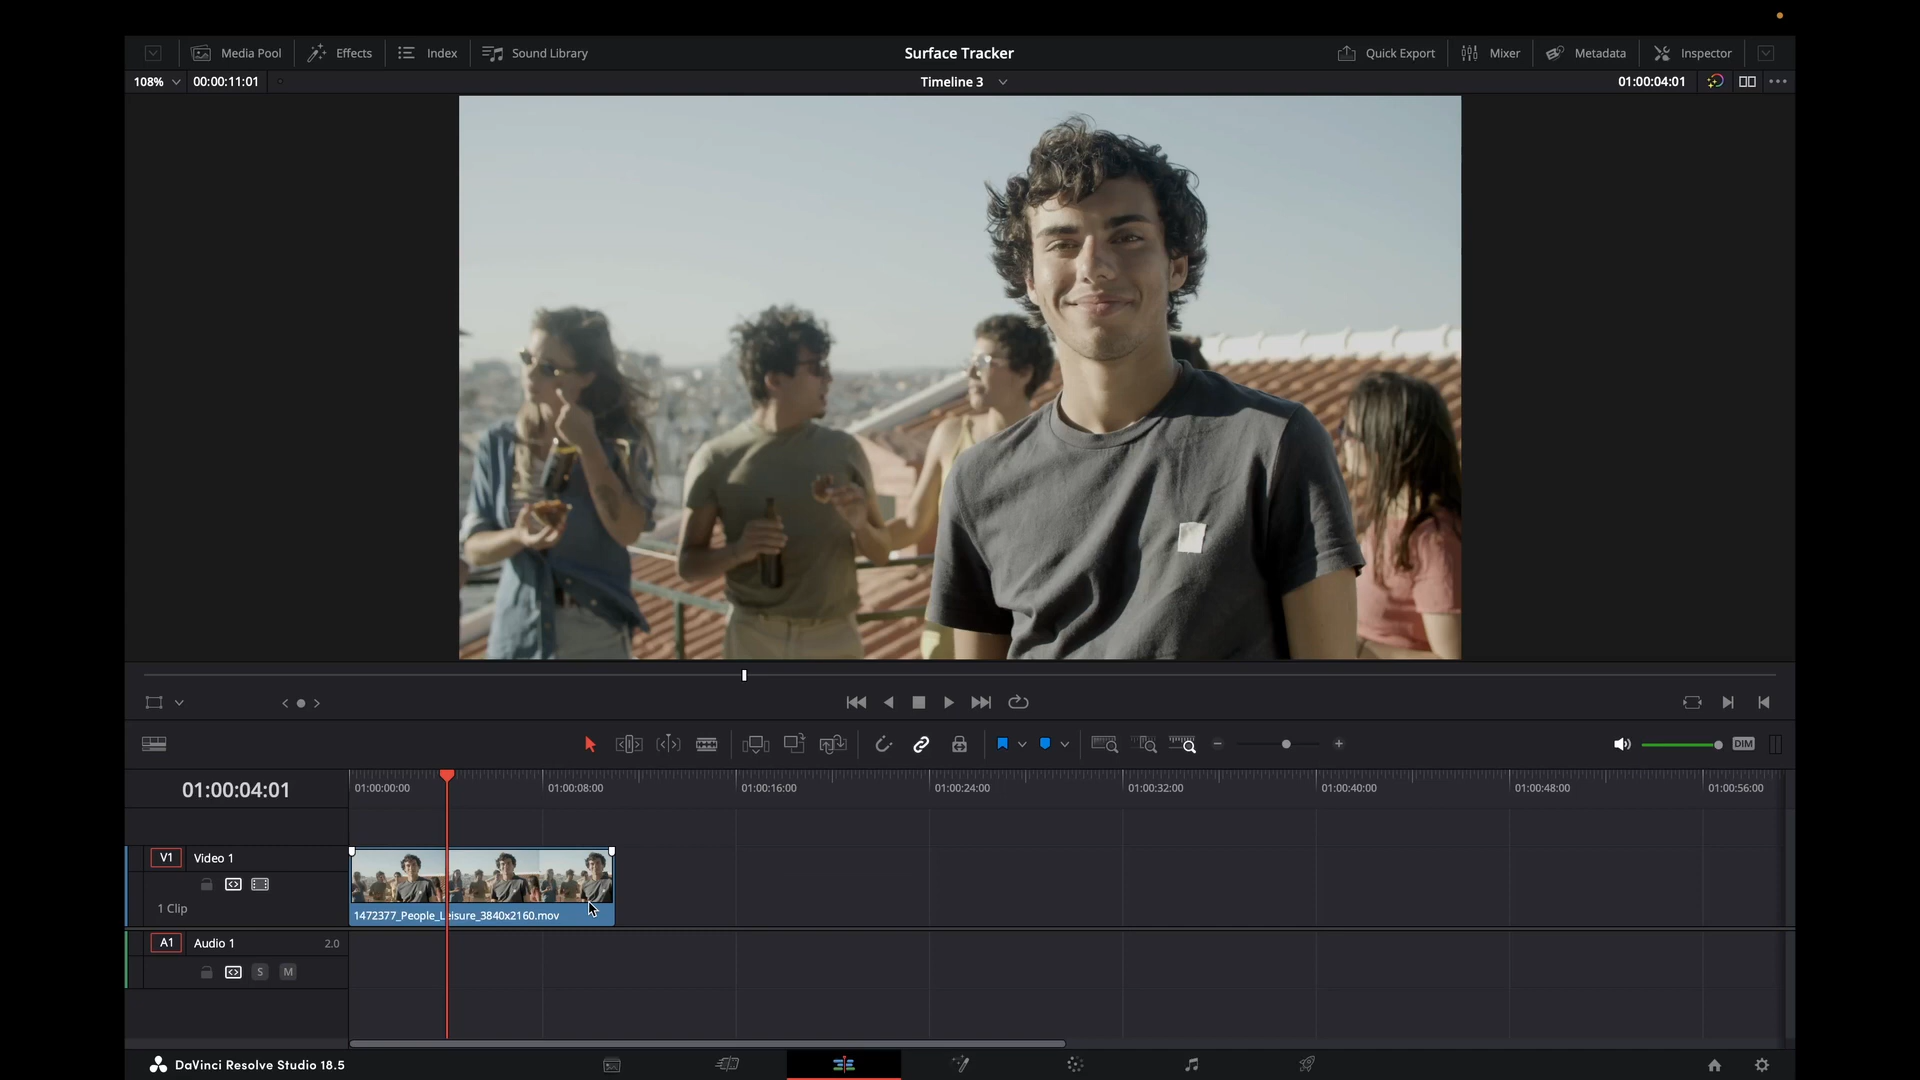 Media Pool Effects Index Sound Library Surface Tracker Quick Export Mixer Metadata Inspector
108% 00:00:11:01 Timeline 3 01:00:04:01
DIM
01:00:04:01 01:00:00:00 01:00:08:00 01:00:16:00 01:00:24:00 01:00:32:00 01:00:40:00 01:00:48:00 01:00:56:00
V1 Video 1
1 Clip
1472377_People_Leisure_3840x2160.mov
A1 Audio 1 2.0
S M
DaVinci Resolve Studio 18.5